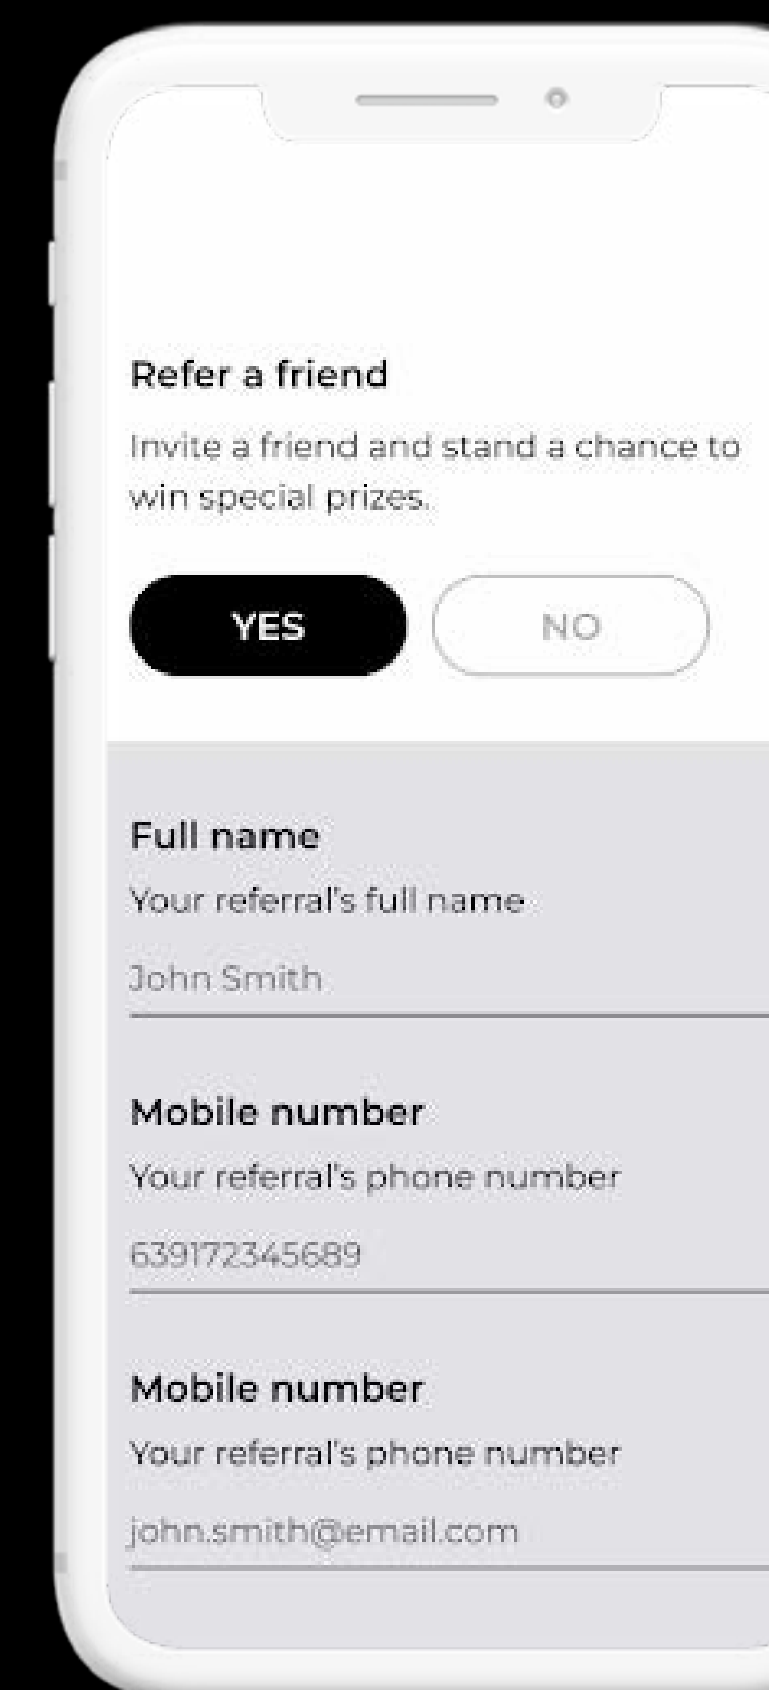 Refer a friend
Invite a friend and stand a chance to
win special prizes.
YES NO
Full name
Your referral's full name
John Smith
Mobile number
Your referral's phone number
639172345689
Mobile number
Your referral's phone number
john.smith@email.com